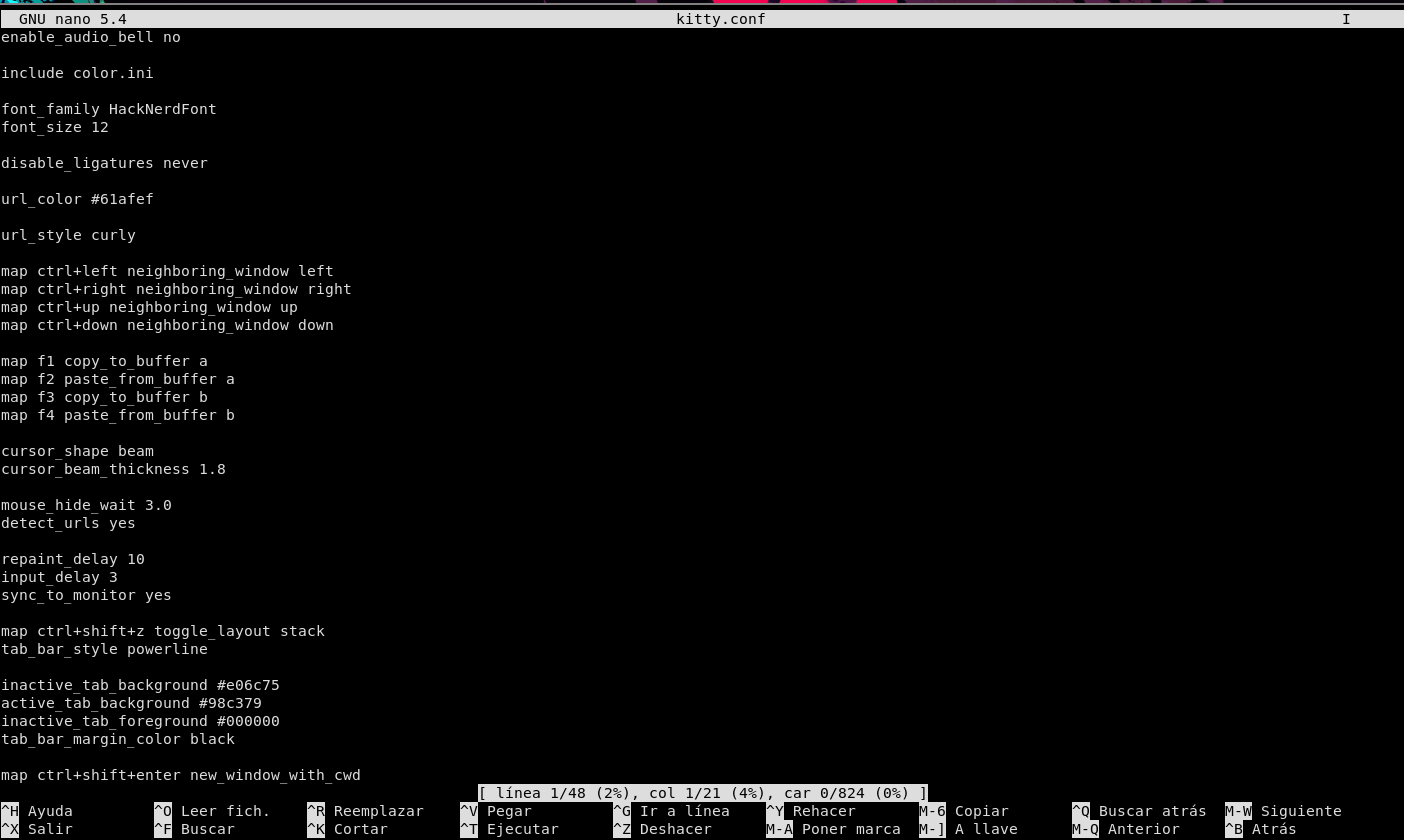 GNU nano 5.4 kitty.conf I
enable_audio_bell no
include color.ini
font_family HackNerdFont
font_size 12
disable_ligatures never
url_color #61afef
url_style curly
map ctrl+left neighboring_window left
map ctrl+right neighboring_window right
map ctrl+up neighboring_window up
map ctrl+down neighboring_window down
map f1 copy_to_buffer a
map f2 paste_from_buffer a
map f3 copy_to_buffer b
map f4 paste_from_buffer b
cursor_shape beam
cursor_beam_thickness 1.8
mouse_hide_wait 3.0
detect_urls yes
repaint_delay 10
input_delay 3
sync_to_monitor yes
map ctrl+shift+z toggle_layout stack
tab_bar_style powerline
inactive_tab_background #e06c75
active_tab_background #98c379
inactive_tab_foreground #000000
tab_bar_margin_color black
map ctrl+shift+enter new_window_with_cwd
[ línea 1/48 (2%), col 1/21 (4%), car 0/824 (0%) ]
^H Ayuda ^O Leer fich. ^R Reemplazar ^V Pegar ^G Ir a línea ^Y Rehacer M-6 Copiar ^Q Buscar atrás M-W Siguiente
^X Salir ^F Buscar ^K Cortar ^T Ejecutar ^Z Deshacer M-A Poner marca M-] A llave M-Q Anterior ^B Atrás